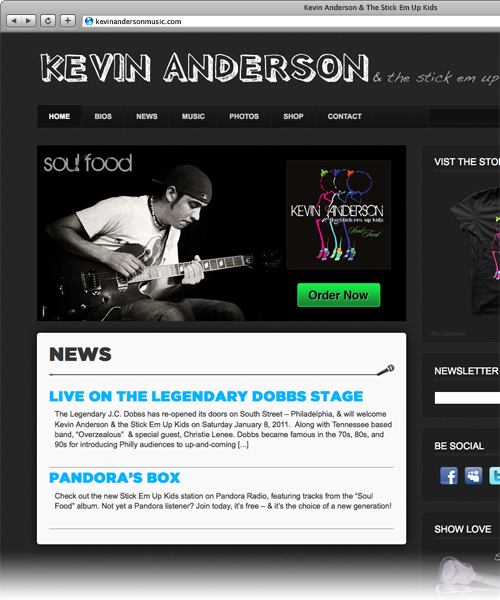 Kevin Anderson & The Stick Em Up Kids
kevinandersonmusic.com
KEVIN ANDERSON & the stick em up
HOME BIOS NEWS MUSIC PHOTOS SHOP CONTACT
soul food
KEVIN ANDERSON
& the stick em up kids
Soul Food
Order Now
VIST THE STO
KEVIN
NEWS
LIVE ON THE LEGENDARY DOBBS STAGE
The Legendary J.C. Dobbs has re-opened its doors on South Street – Philadelphia, & will welcome
Kevin Anderson & the Stick Em Up Kids on Saturday January 8, 2011.  Along with Tennessee based
band, “Overzealous”  & special guest, Christie Lenee. Dobbs became famous in the 70s, 80s, and
90s for introducing Philly audiences to up-and-coming [...]
PANDORA’S BOX
Check out the new Stick Em Up Kids station on Pandora Radio, featuring tracks from the “Soul
Food” album. Not yet a Pandora listener? Join today, it’s free – & it’s the choice of a new generation!
NEWSLETTER
BE SOCIAL
SHOW LOVE